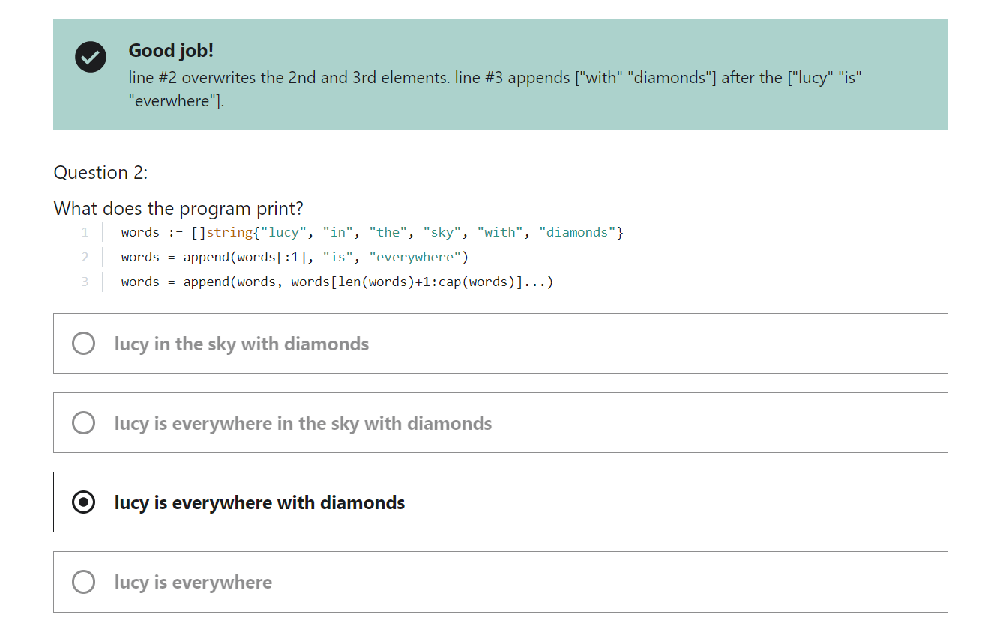 Good job!
line #2 overwrites the 2nd and 3rd elements. line #3 appends ["with" "diamonds"] after the ["lucy" "is"
"everwhere"].
Question 2:
What does the program print?
1 words := []string{"lucy", "in", "the", "sky", "with", "diamonds"}
2 words = append(words[:1], "is", "everywhere")
3 words = append(words, words[len(words)+1:cap(words)]...)
lucy in the sky with diamonds
lucy is everywhere in the sky with diamonds
lucy is everywhere with diamonds
lucy is everywhere